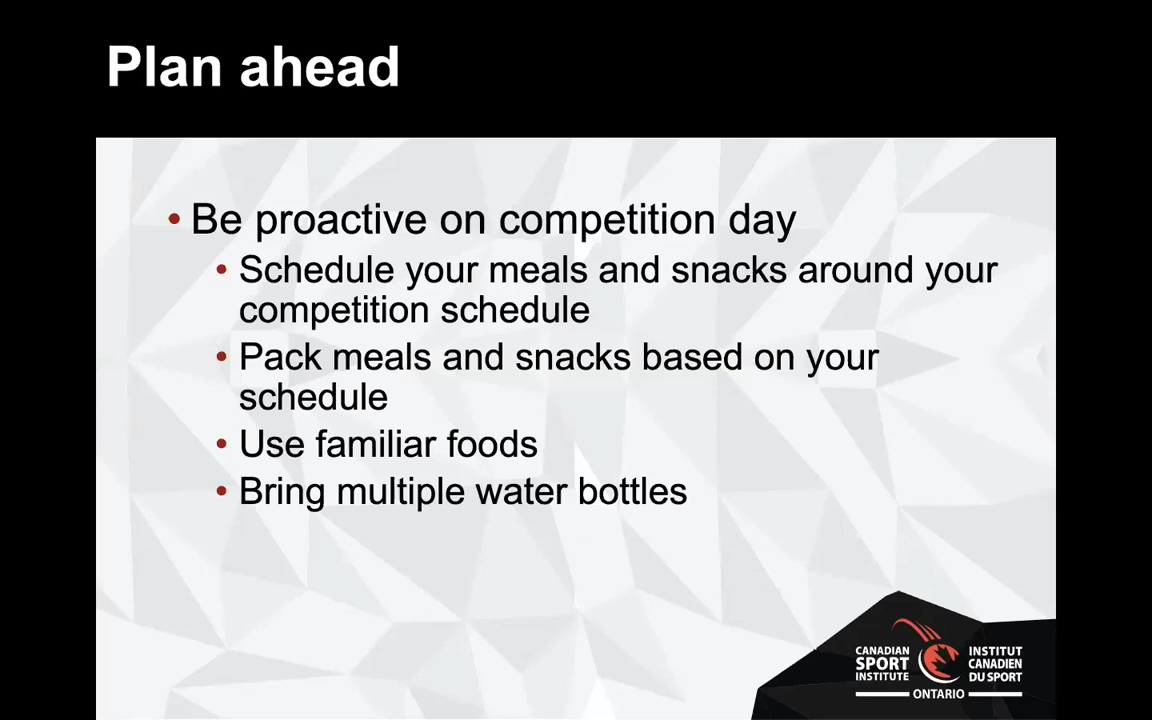 Plan ahead
• Be proactive on competition day
• Schedule your meals and snacks around your
competition schedule
• Pack meals and snacks based on your
schedule
• Use familiar foods
• Bring multiple water bottles
CANADIAN
SPORT
INSTITUTE
INSTITUT
CANADIEN
DU SPORT
ONTARIO